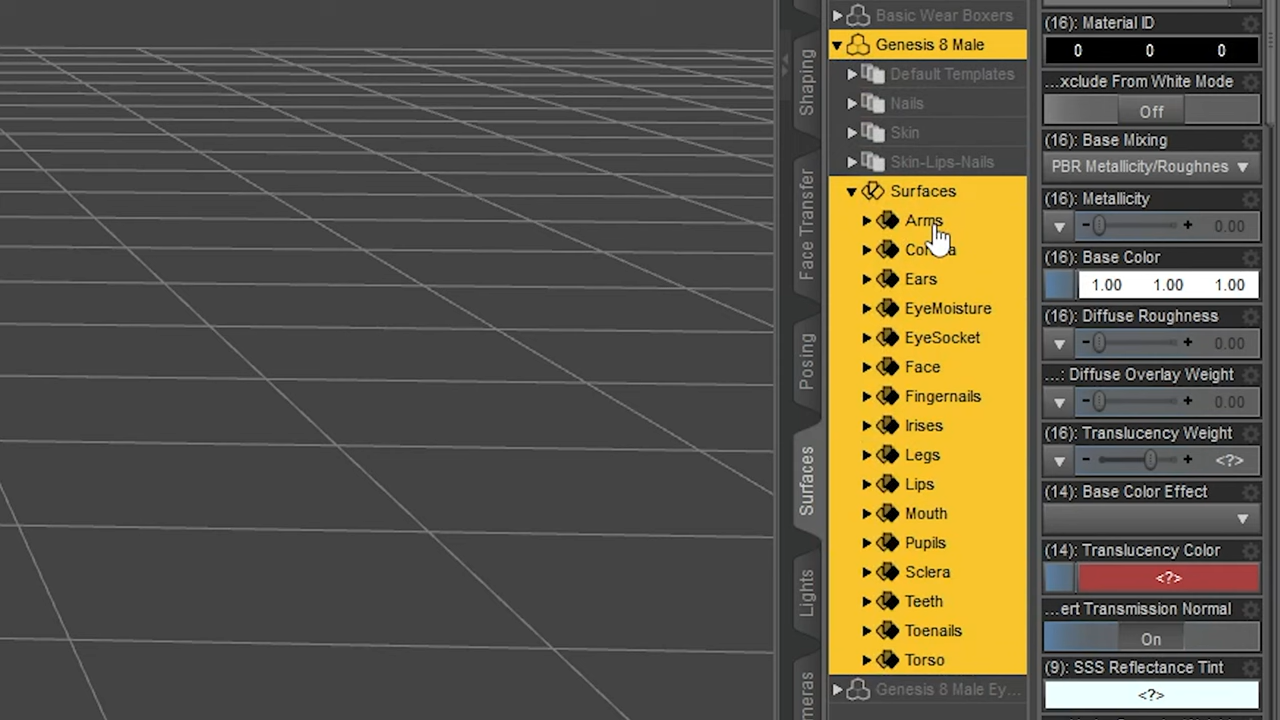 Shaping
Face Transfer
Posing
Surfaces
Lights
meras
Basic Wear Boxers
Genesis 8 Male
Default Templates
Nails
Skin
Skin-Lips-Nails
Surfaces
Arms
Ears
EyeMoisture
EyeSocket
Face
Fingernails
Irises
Legs
Lips
Mouth
Pupils
Sclera
Teeth
Toenails
Torso
Genesis 8 Male Ey...
(16): Material ID
0 0 0
...xclude From White Mode
Off
(16): Base Mixing
PBR Metallicity/Roughnes
(16): Metallicity
- + 0.00
(16): Base Color
1.00 1.00 1.00
(16): Diffuse Roughness
- + 0.00
...: Diffuse Overlay Weight
- + 0.00
(16): Translucency Weight
- + <?>
(14): Base Color Effect
(14): Translucency Color
<?>
...ert Transmission Normal
On
(9): SSS Reflectance Tint
<?>